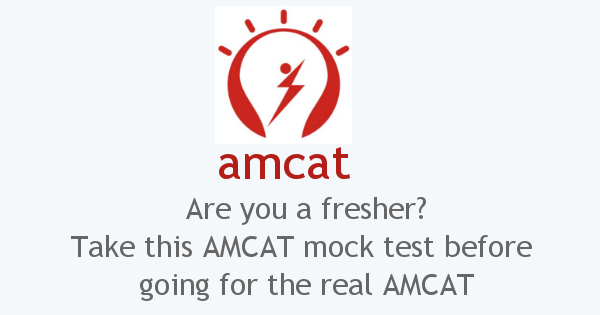 amcat
Are you a fresher?
Take this AMCAT mock test before
going for the real AMCAT